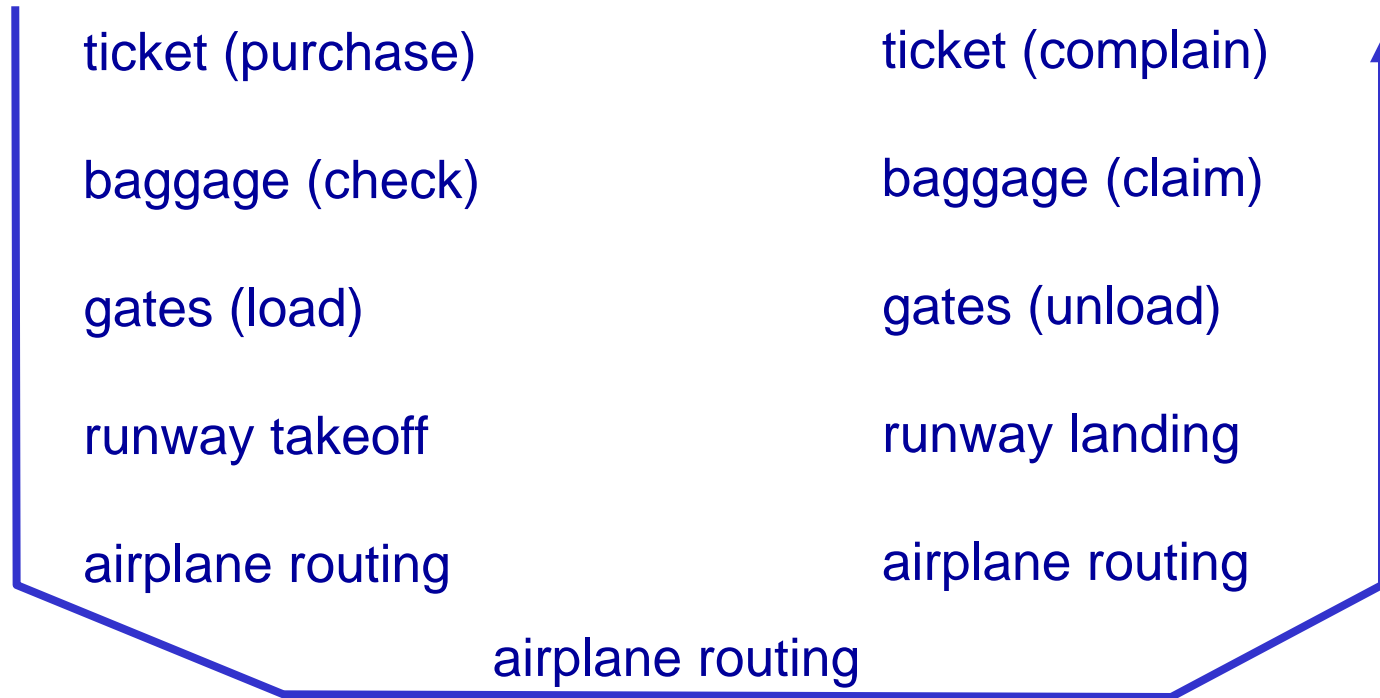 ticket (purchase)
baggage (check)
gates (load)
runway takeoff
airplane routing
ticket (complain)
baggage (claim)
gates (unload)
runway landing
airplane routing
airplane routing